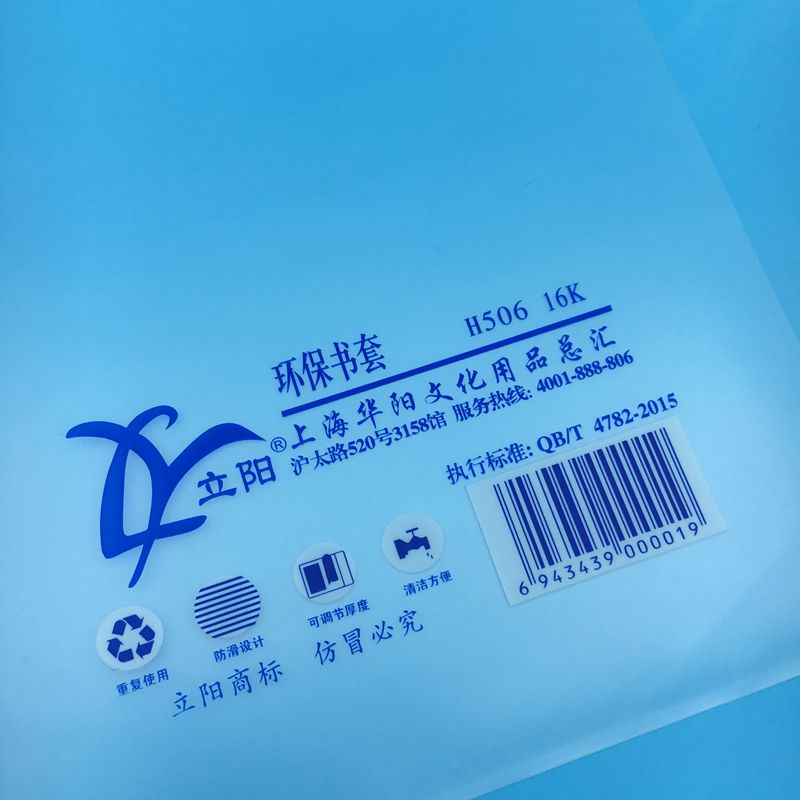 环保书套 H506 16K
上海华阳文化用品总汇
沪太路520号3158馆 服务热线: 4001-888-806
立阳®
执行标准: QB/T 4782-2015
6 943439 000019
重复使用 防滑设计 可调节厚度 清洁方便
立阳商标 仿冒必究